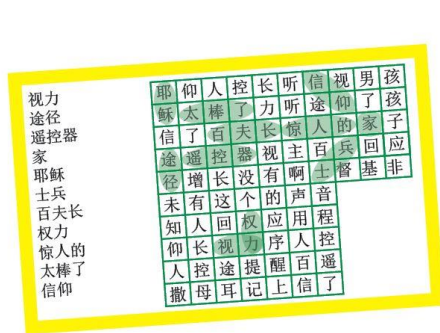 视力
途径
遥控器
家
耶稣
士兵
百夫长
权力
惊人的
太棒了
信仰
耶仰人控长听信视男孩
稣太棒了力听途仰了孩
信了百夫长惊人的家子
途遥控器视主百兵回应
径增长没有啊士督基非
未有这个的声音
知人回权应用程
仰长视力序人控
人控途提醒百遥
撒母耳记上信了